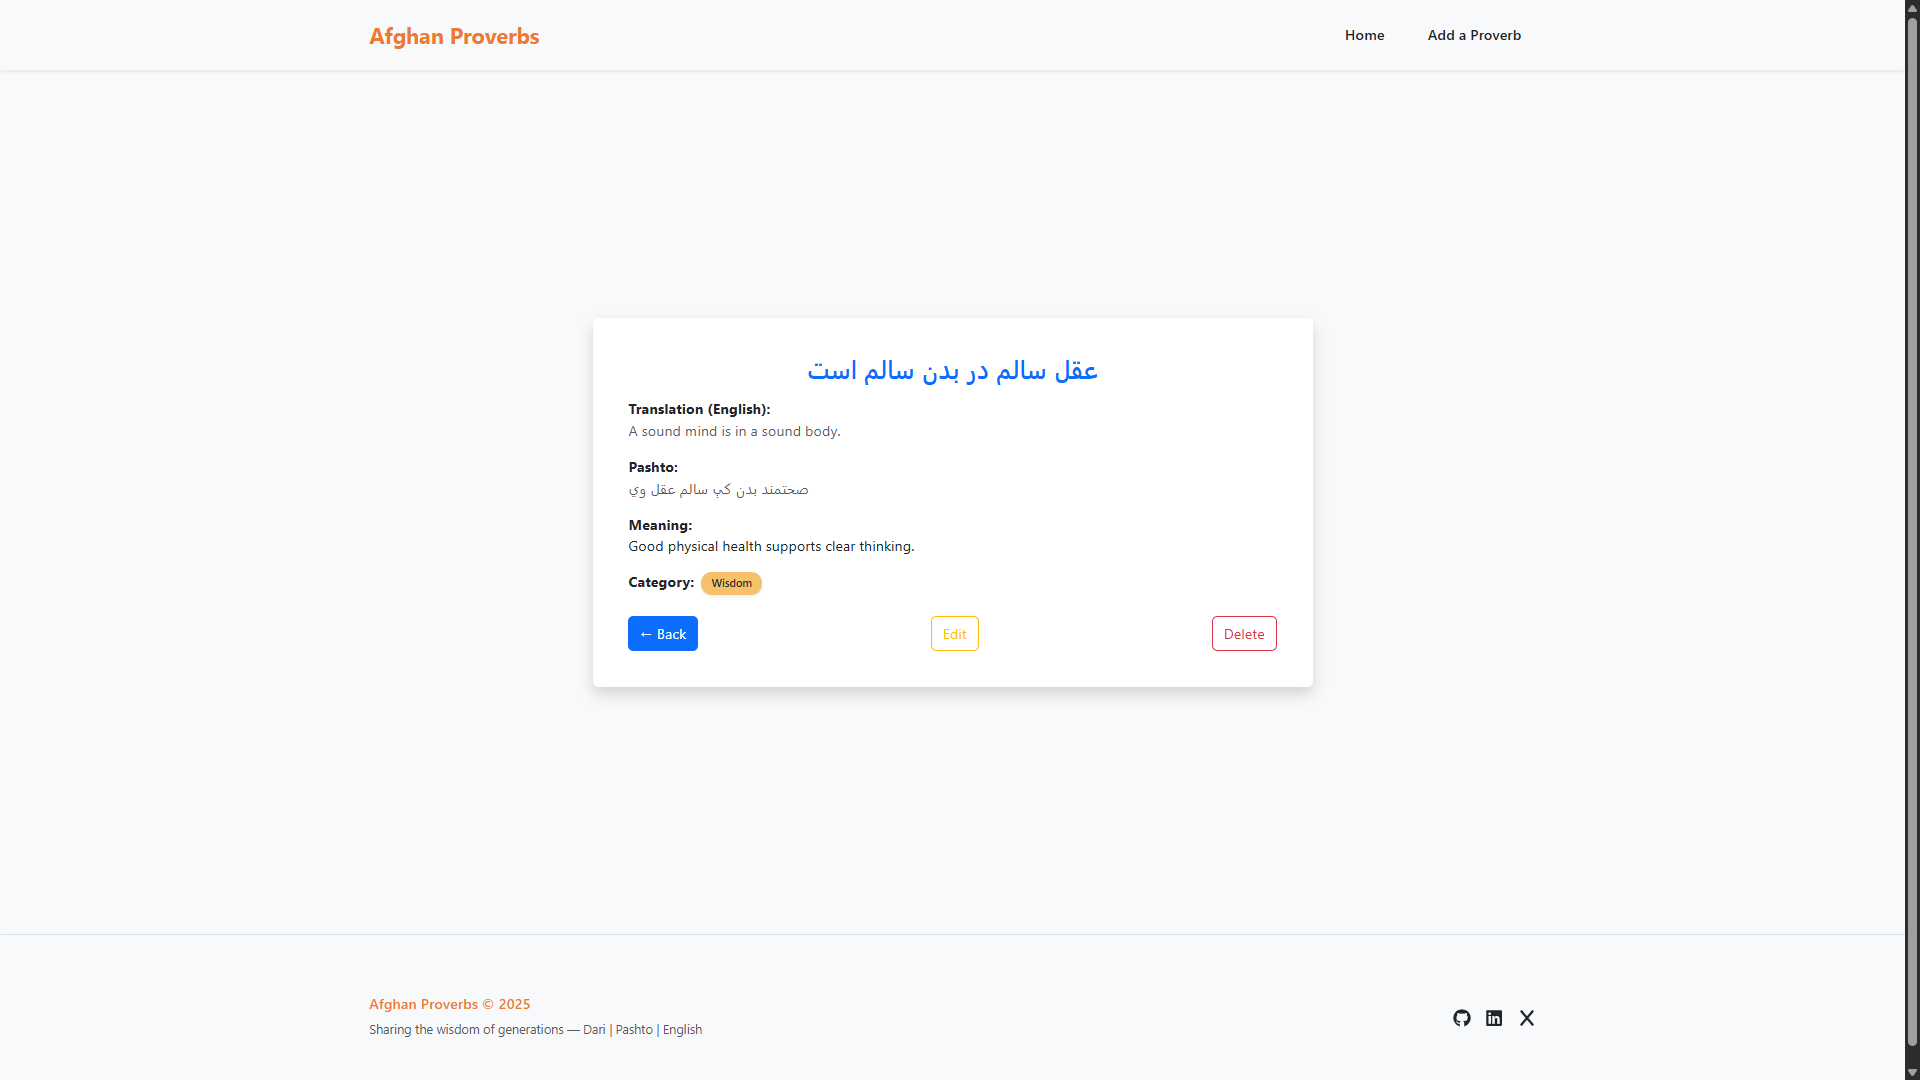 Afghan Proverbs
Home
Add a Proverb
عقل سالم در بدن سالم است
Translation (English):
A sound mind is in a sound body.
Pashto:
صحتمند بدن کې سالم عقل وي
Meaning:
Good physical health supports clear thinking.
Category: Wisdom
← Back
Edit
Delete
Afghan Proverbs © 2025
Sharing the wisdom of generations — Dari | Pashto | English